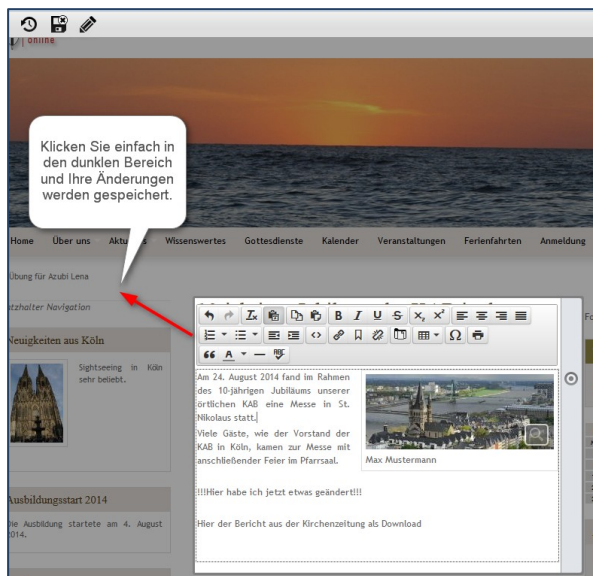 online
Klicken Sie einfach in
den dunklen Bereich
und Ihre Änderungen
werden gespeichert.
Home Über uns Wissenswertes Gottesdienste Kalender Veranstaltungen Ferienfahrten Anmeldung
Übung für Azubi Lena
Navigation
Neuigkeiten aus Köln
Sightseeing in Köln
sehr beliebt.
Ausbildungsstart 2014
Die Ausbildung startete am 4. August
2014.
B I U S x₂ x²
Ω
A
Am 24. August 2014 fand im Rahmen
des 10-jährigen Jubiläums unserer
örtlichen KAB eine Messe in St.
Nikolaus statt.
Viele Gäste, wie der Vorstand der
KAB in Köln, kamen zur Messe mit
anschließender Feier im Pfarrsaal.
Max Mustermann
!!!Hier habe ich jetzt etwas geändert!!!
Hier der Bericht aus der Kirchenzeitung als Download